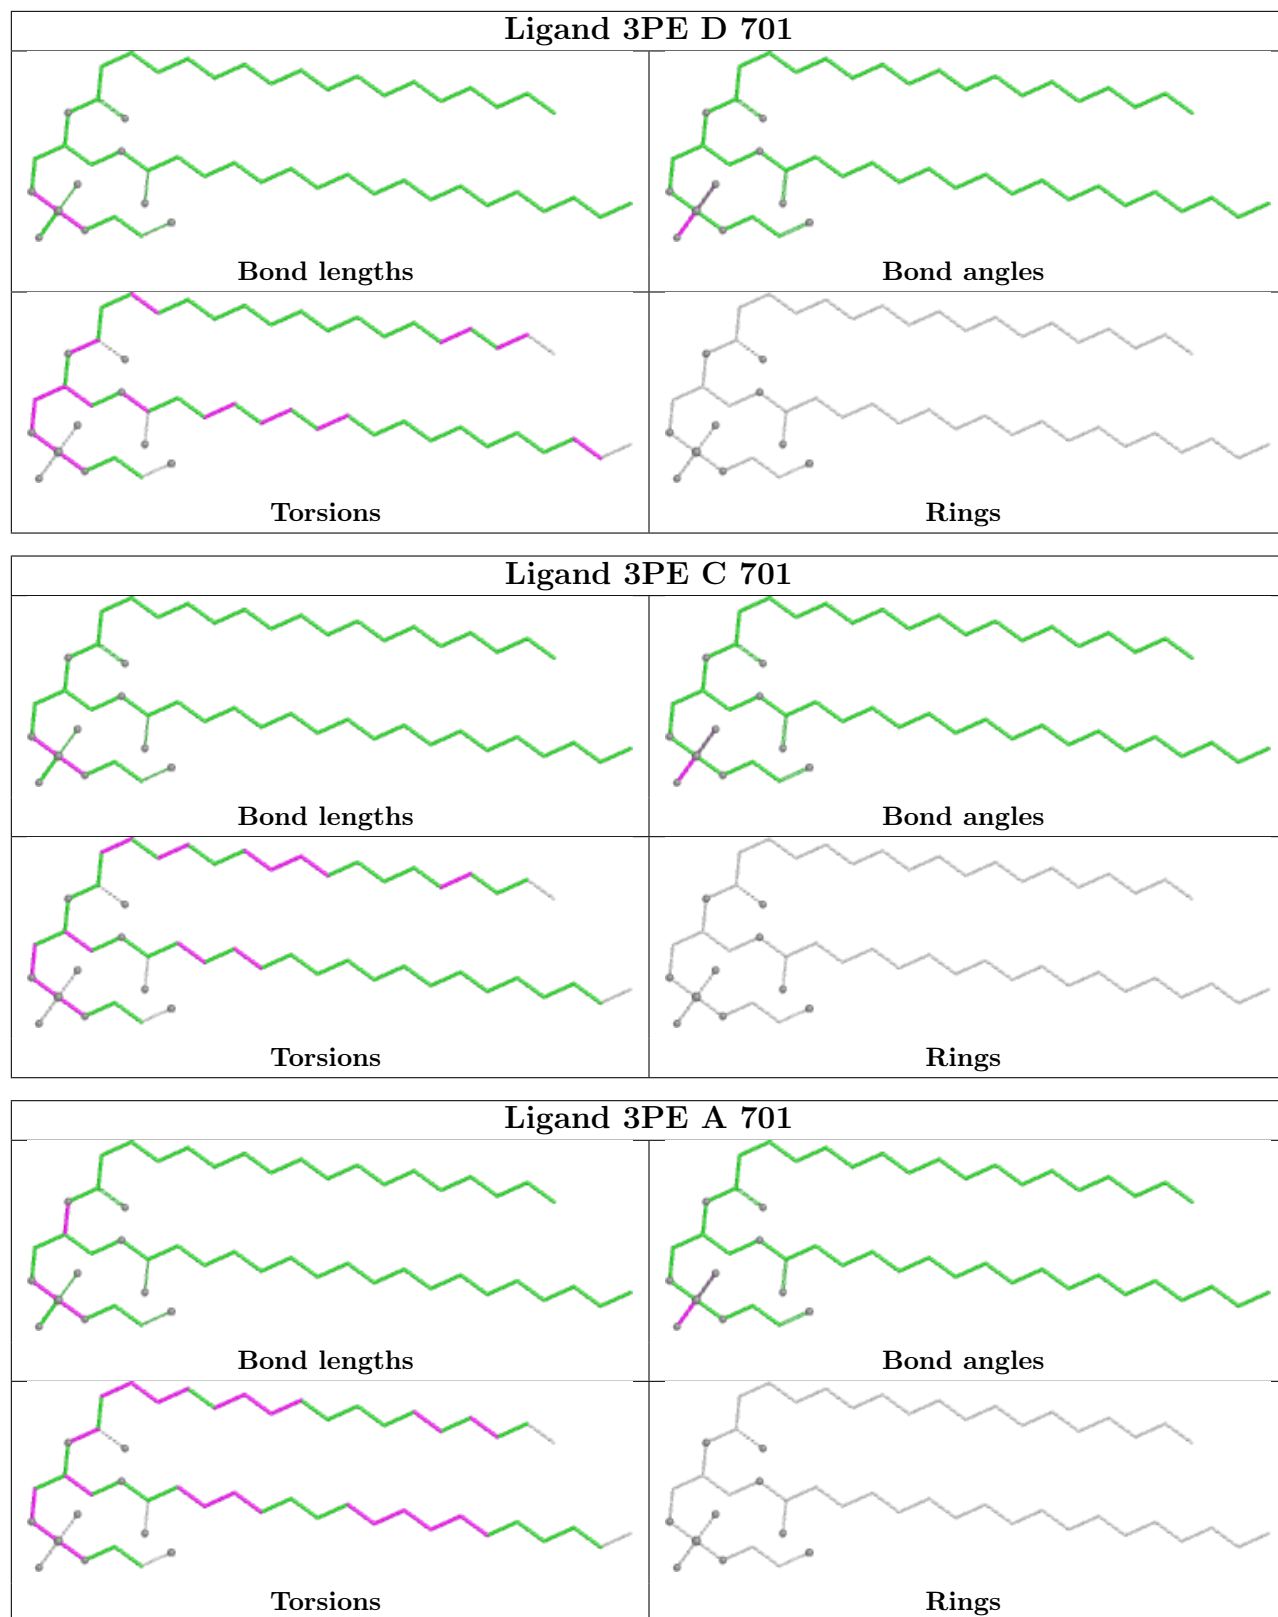 Ligand 3PE D 701
Bond lengths
Bond angles
Torsions
Rings
Ligand 3PE C 701
Bond lengths
Bond angles
Torsions
Rings
Ligand 3PE A 701
Bond lengths
Bond angles
Torsions
Rings